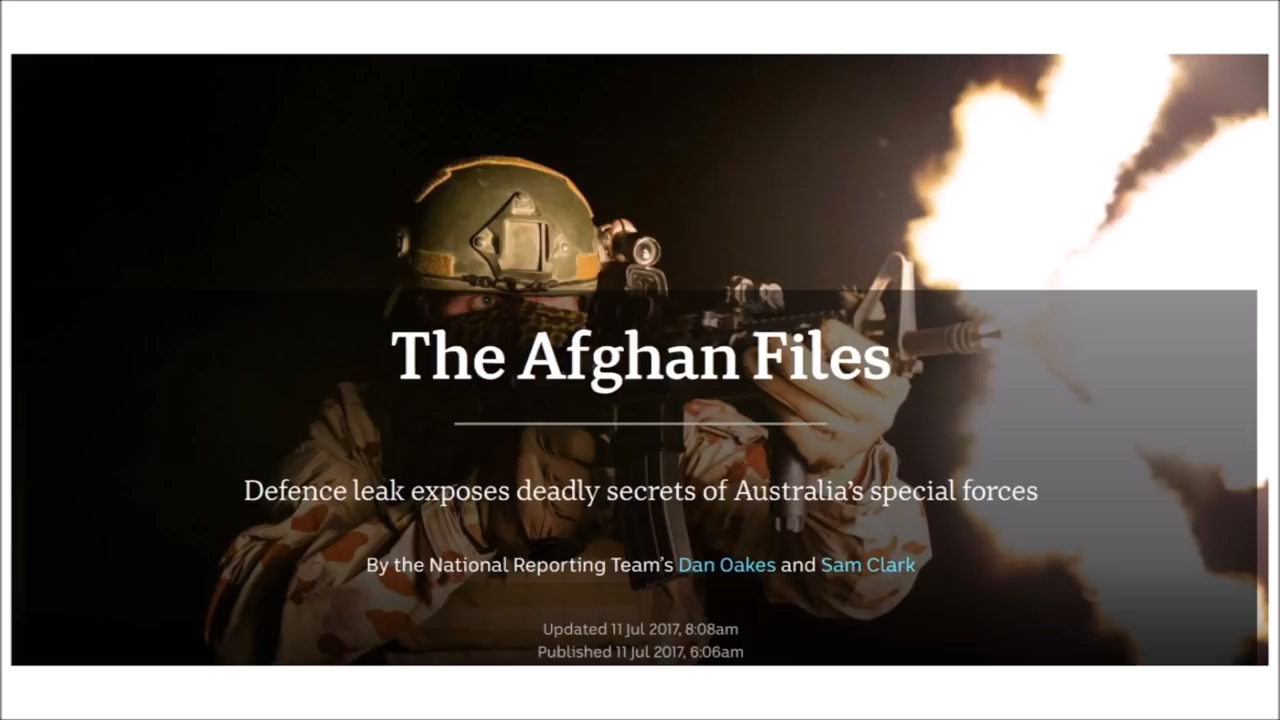 The Afghan Files
Defence leak exposes deadly secrets of Australia’s special forces
By the National Reporting Team’s Dan Oakes and Sam Clark
Updated 11 Jul 2017, 8:08am
Published 11 Jul 2017, 6:06am